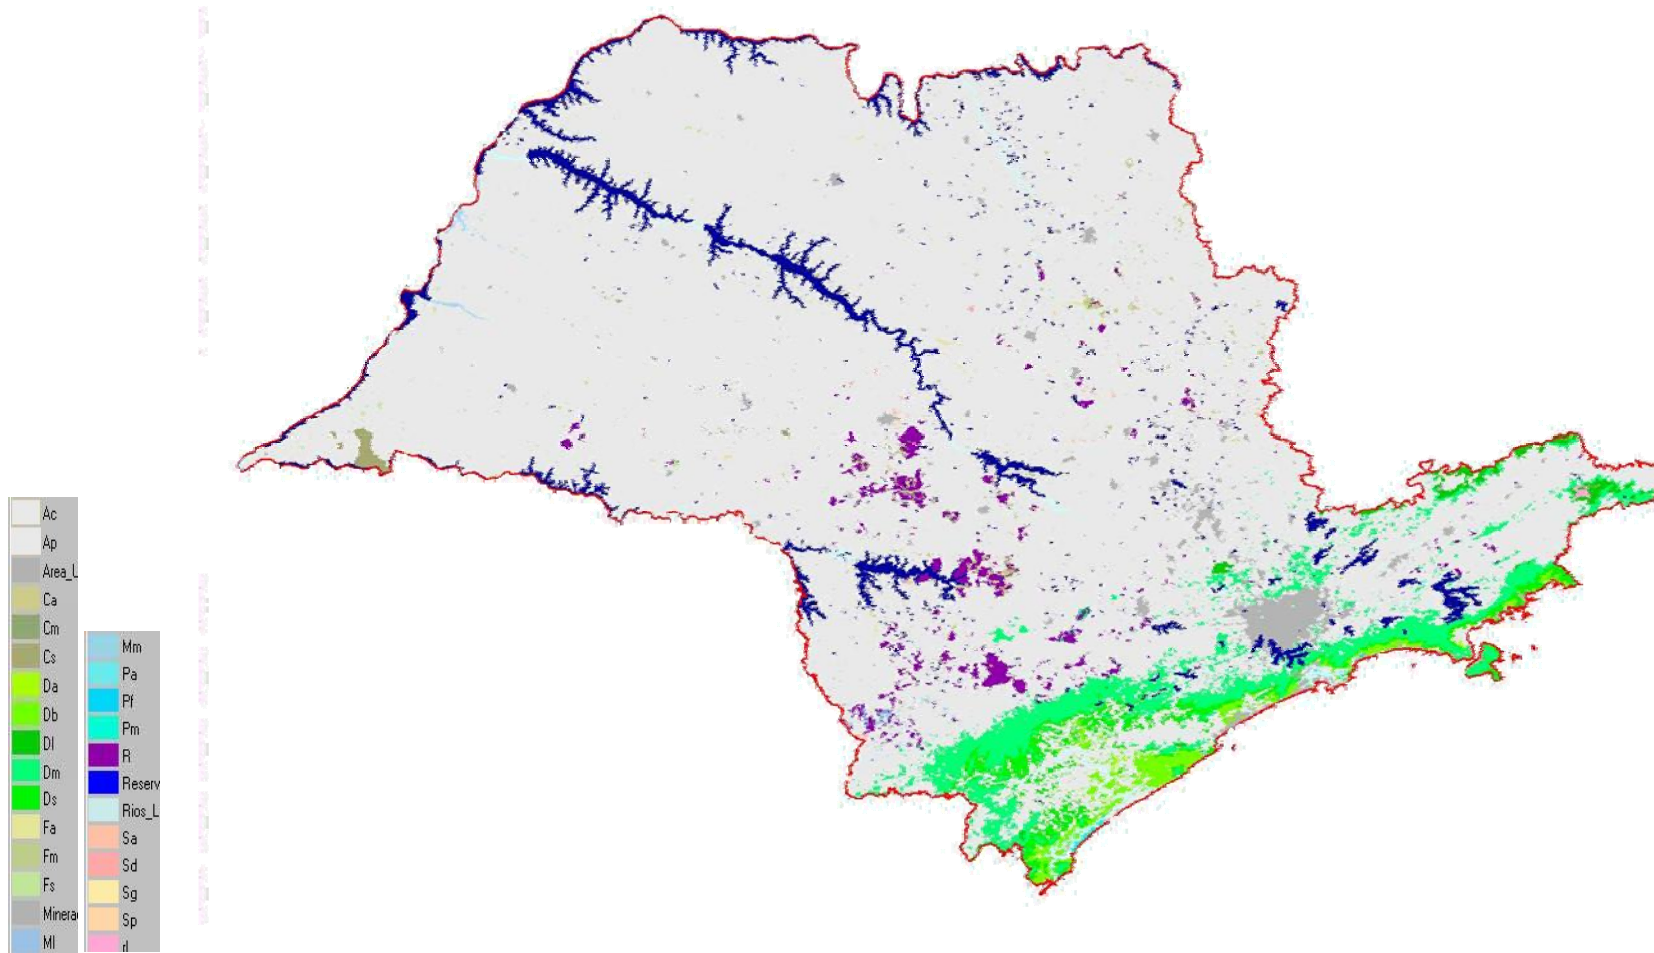 Ac
Ap
Area_L
Ca
Cm
Cs
Da
Db
Dl
Dm
Ds
Fa
Fm
Fs
Minera
Ml
Mm
Pa
Pf
Pm
R
Reserv
Rios_L
Sa
Sd
Sg
Sp
rl